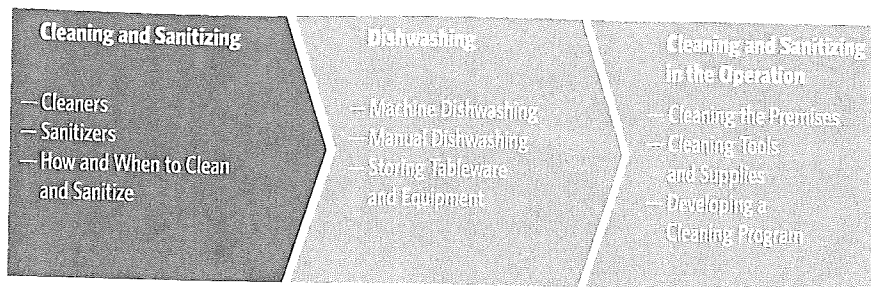 Cleaning and Sanitizing
— Cleaners
— Sanitizers
— How and When to Clean
and Sanitize
Dishwashing
— Machine Dishwashing
— Manual Dishwashing
— Storing Tableware
and Equipment
Cleaning and Sanitizing
in the Operation
— Cleaning the Premises
— Cleaning Tools
and Supplies
— Developing a
Cleaning Program